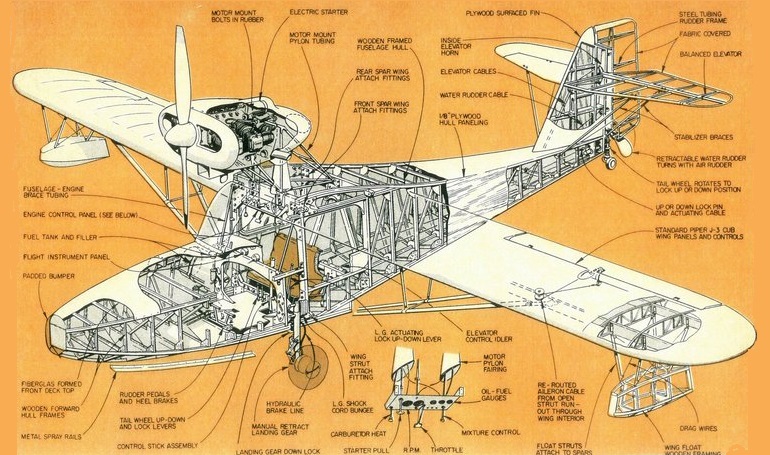 MOTOR MOUNT
BOLTS IN RUBBER
ELECTRIC STARTER
PLYWOOD SURFACED FIN
STEEL TUBING
RUDDER FRAME
MOTOR MOUNT
PYLON TUBING
WOODEN FRAMED
FUSELAGE HULL
INSIDE
ELEVATOR
HORN
FABRIC COVERED
BALANCED ELEVATOR
REAR SPAR WING
ATTACH FITTINGS
ELEVATOR CABLES
WATER RUDDER CABLE
FRONT SPAR WING
ATTACH FITTINGS
1/8" PLYWOOD
HULL PANELING
STABILIZER BRACES
RETRACTABLE WATER RUDDER
TURNS WITH AIR RUDDER
FUSELAGE - ENGINE
BRACE TUBING
TAIL WHEEL ROTATES TO
LOCK UP OR DOWN POSITION
ENGINE CONTROL PANEL (SEE BELOW)
UP OR DOWN LOCK PIN
AND ACTUATING CABLE
FUEL TANK AND FILLER
STANDARD PIPER J-3 CUB
WING PANELS AND CONTROLS
FLIGHT INSTRUMENT PANEL
PADDED BUMPER
L.G. ACTUATING
LOCK UP-DOWN LEVER
ELEVATOR
CONTROL IDLER
WING
STRUT
ATTACH
FITTING
MOTOR
PYLON
FAIRING
FIBERGLAS FORMED
FRONT DECK TOP
RUDDER PEDALS
AND HEEL BRAKES
HYDRAULIC
BRAKE LINE
L.G. SHOCK
CORD BUNGEE
OIL-FUEL
GAUGES
RE-ROUTED
AILERON CABLE
FROM OPEN
STRUT RUN-
OUT THROUGH
WING INTERIOR
WOODEN FORWARD
HULL FRAMES
TAIL WHEEL UP-DOWN
AND LOCK LEVERS
MANUAL RETRACT
LANDING GEAR
DRAG WIRES
METAL SPRAY RAILS
CARBURETOR HEAT
MIXTURE CONTROL
CONTROL STICK ASSEMBLY
LANDING GEAR DOWN LOCK
STARTER PULL
R.P.M.
THROTTLE
FLOAT STRUTS
ATTACH TO SPARS
WING FLOAT
WOODEN FRAMING